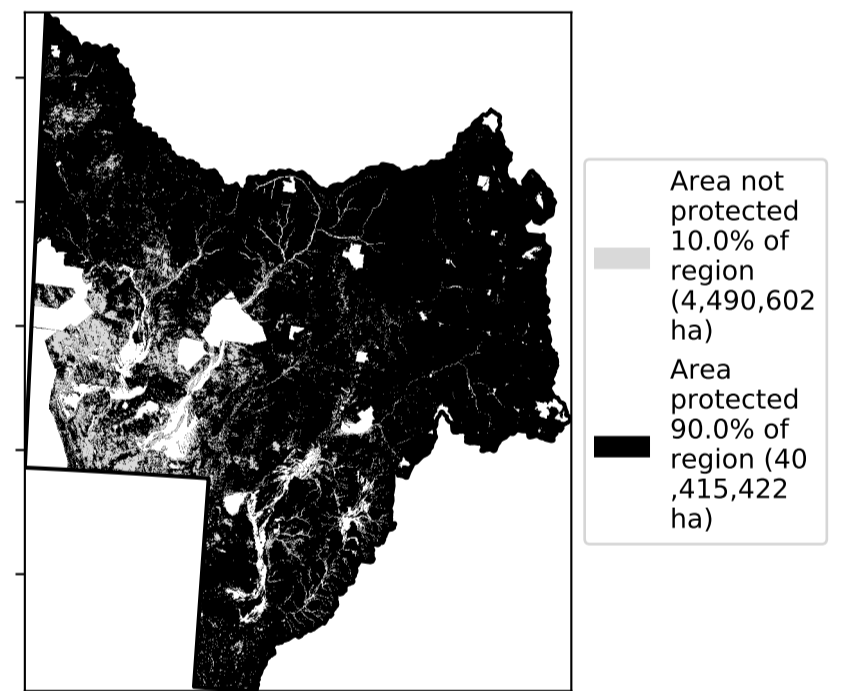 Area not
protected
10.0% of
region
(4,490,602
ha)
Area
protected
90.0% of
region (40
,415,422
ha)